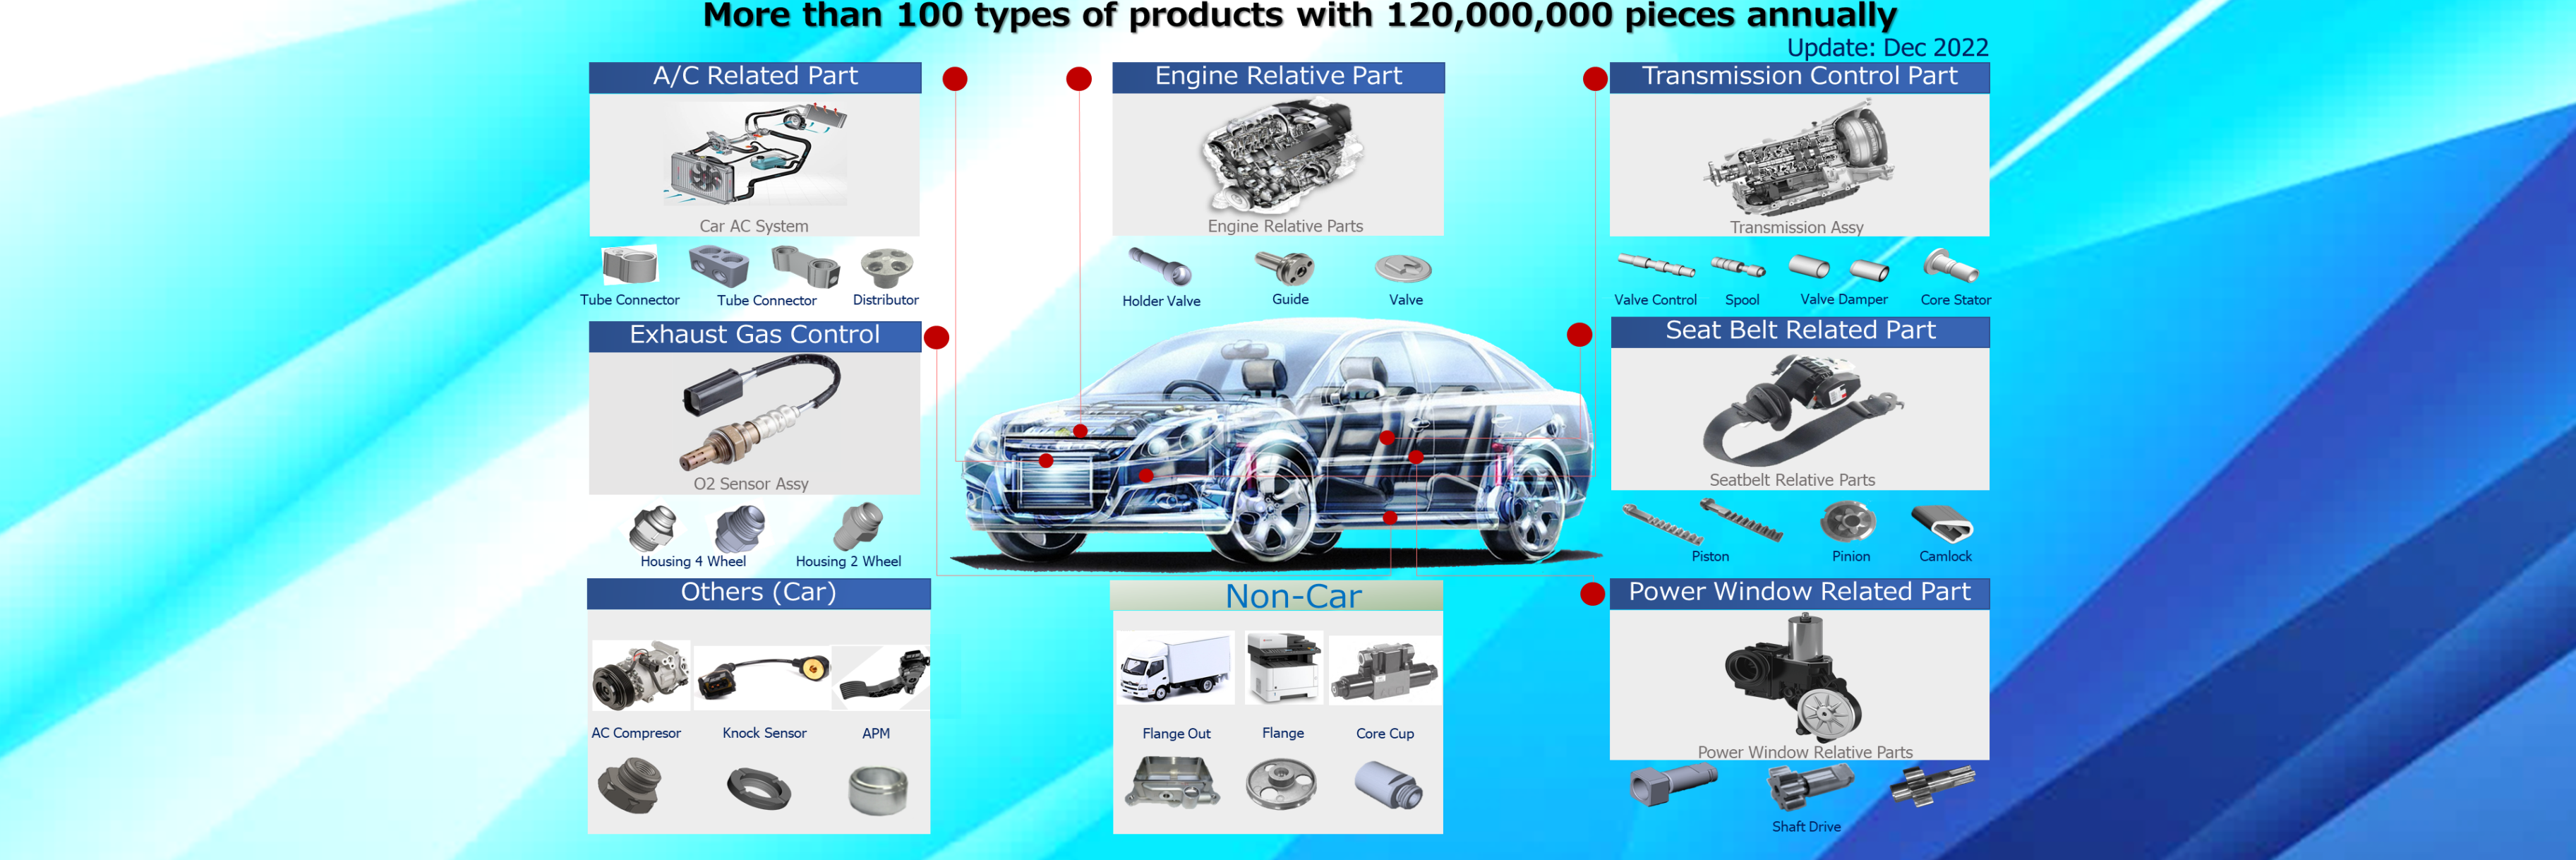 More than 100 types of products with 120,000,000 pieces annually
Update: Dec 2022
A/C Related Part
Car AC System
Tube Connector
Tube Connector
Distributor
Engine Relative Part
Engine Relative Parts
Holder Valve
Guide
Valve
Transmission Control Part
Transmission Assy
Valve Control
Spool
Valve Damper
Core Stator
Exhaust Gas Control
O2 Sensor Assy
Housing 4 Wheel
Housing 2 Wheel
Seat Belt Related Part
Seatbelt Relative Parts
Piston
Pinion
Camlock
Others (Car)
AC Compresor
Knock Sensor
APM
Non-Car
Flange Out
Flange
Core Cup
Power Window Related Part
Power Window Relative Parts
Shaft Drive